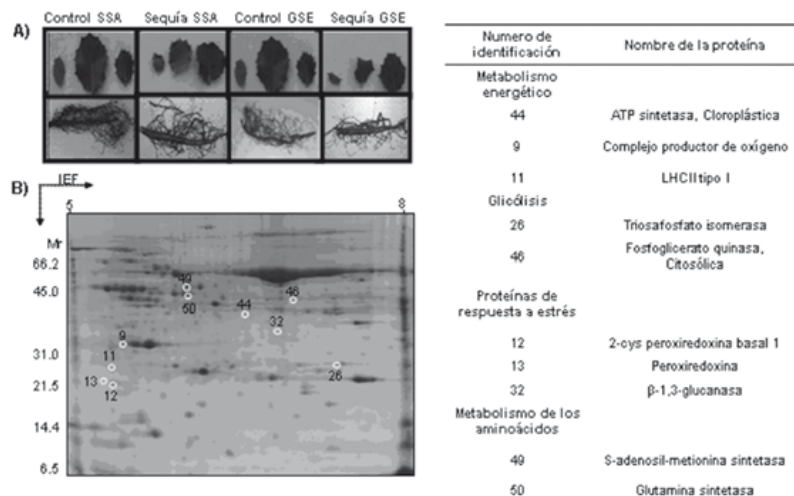 Control SSA Sequía SSA Control GSE Sequía GSE
A)
B)
IEF
5 8
Mr
66.2
45.0
31.0
21.5
14.4
6.5
49
50
44
46
32
9
11
13
12
26
Numero de identificación Nombre de la proteína
Metabolismo energético
44 ATP sintetasa, Cloroplástica
9 Complejo productor de oxígeno
11 LHCII tipo I
Glicólisis
26 Triosafosfato isomerasa
46 Fosfoglicerato quinasa, Citosólica
Proteínas de respuesta a estrés
12 2-cys peroxiredoxina basal 1
13 Peroxiredoxina
32 β-1,3-glucanasa
Metabolismo de los aminoácidos
49 S-adenosil-metionina sintetasa
50 Glutamina sintetasa